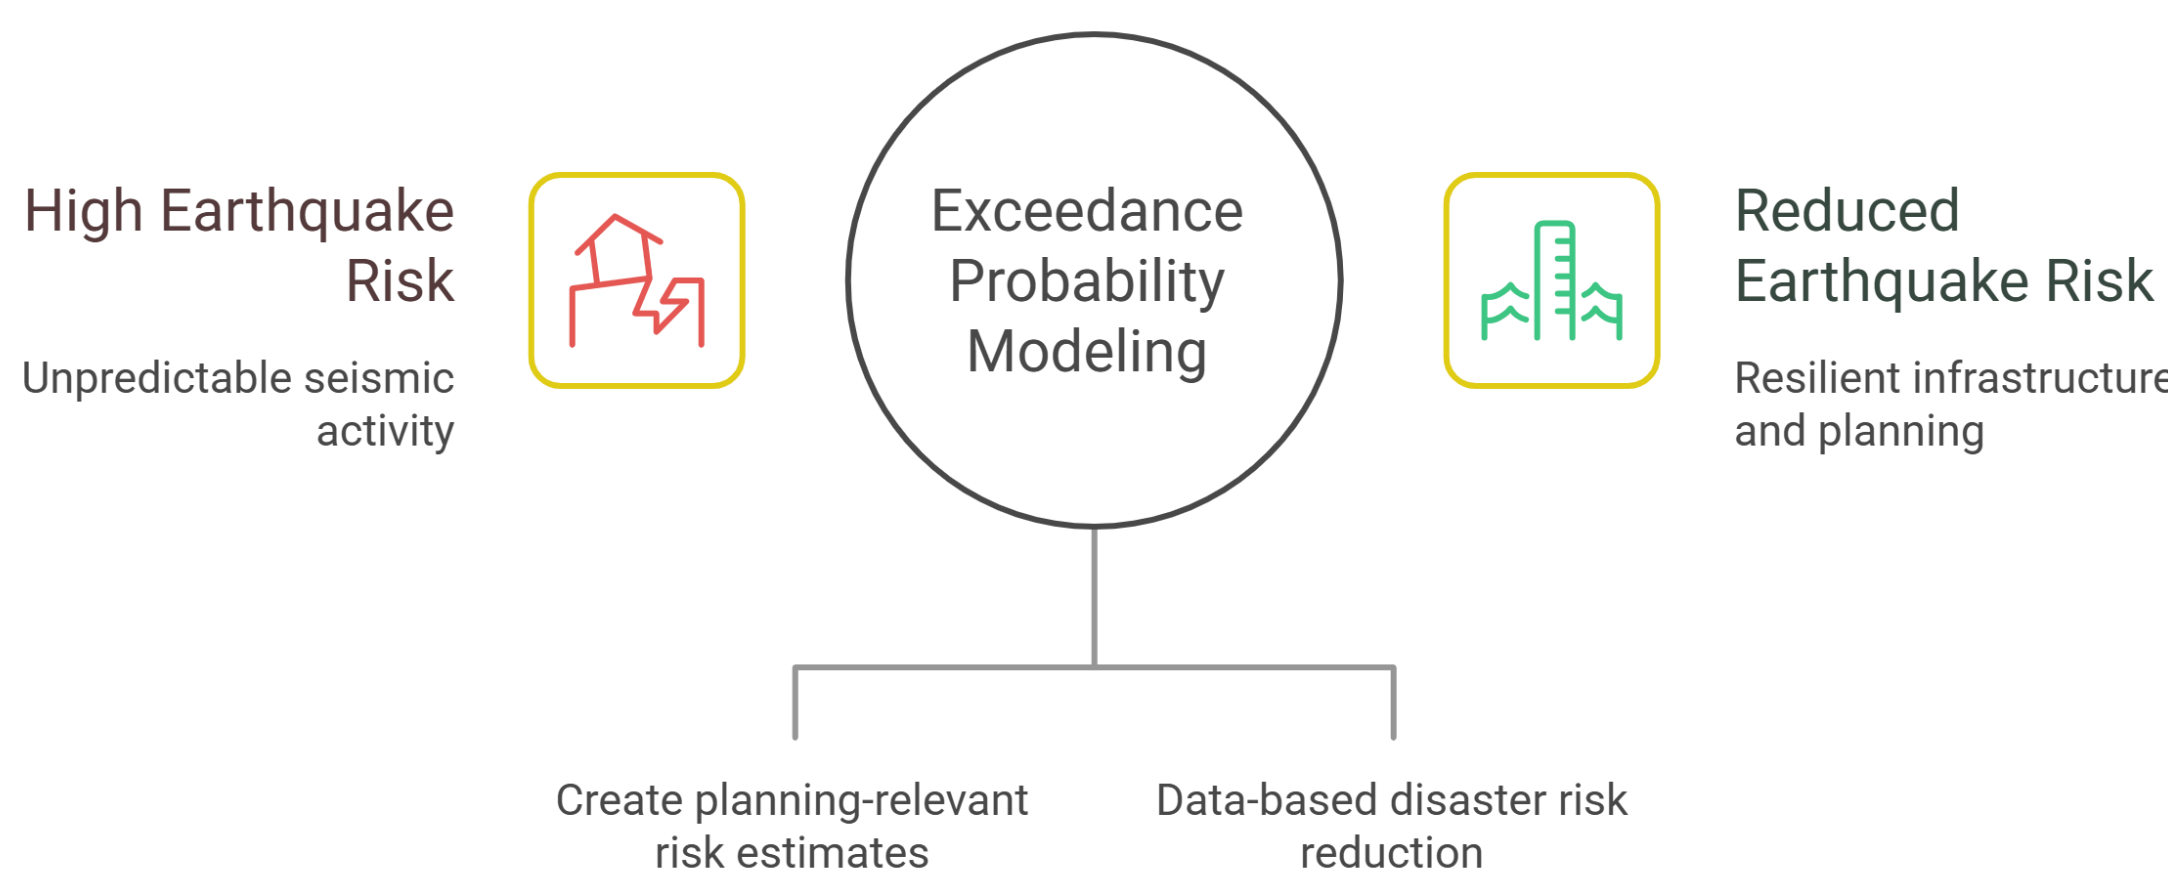 High Earthquake
Risk
Unpredictable seismic
activity
Exceedance
Probability
Modeling
Reduced
Earthquake Risk
Resilient infrastructure
and planning
Create planning-relevant
risk estimates
Data-based disaster risk
reduction